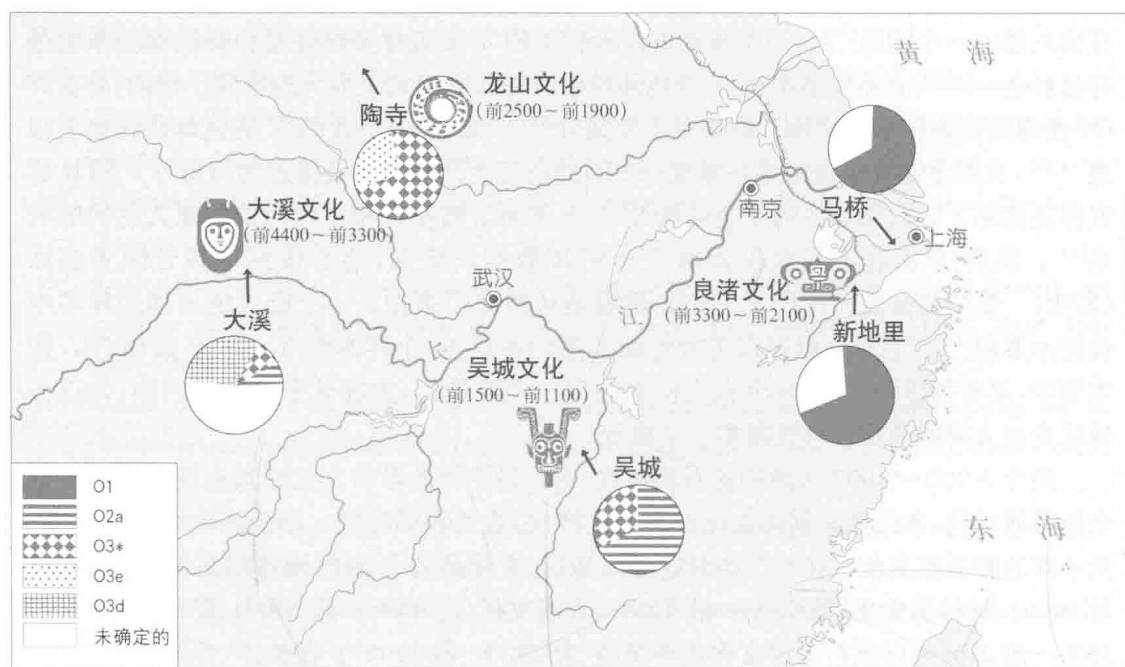 黄 海
龙山文化
(前2500～前1900)
陶寺
大溪文化
(前4400～前3300)
南京
马桥
上海
武汉
良渚文化
(前3300～前2100)
江
大溪
新地里
吴城文化
(前1500～前1100)
吴城
东 海
O1
O2a
O3*
O3e
O3d
未确定的